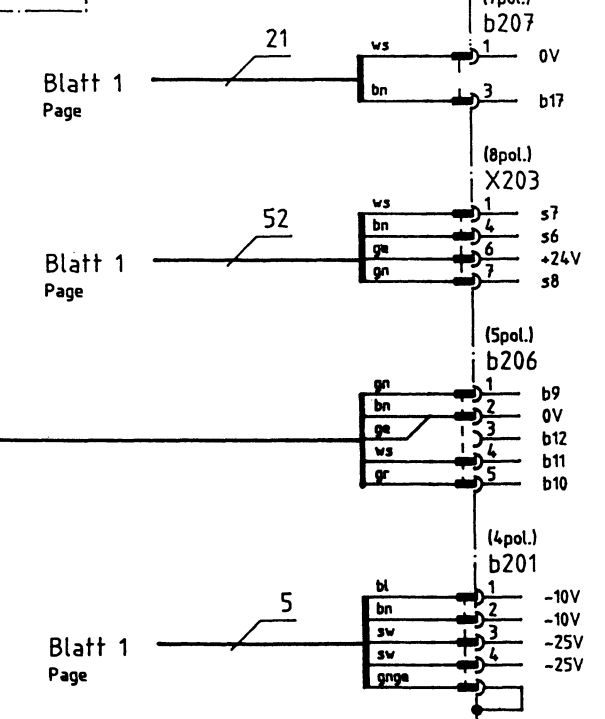 (7pol.)
b207
21
ws 1 0V
Blatt 1
Page
bn 3 b17
(8pol.)
X203
ws 1 s7
52
bn 4 s6
Blatt 1
Page
ge 6 +24V
gn 7 s8
(5pol.)
b206
gn 1 b9
bn 2 0V
ge 3 b12
ws 4 b11
gr 5 b10
(4pol.)
b201
bl 1 ~10V
5
bn 2 ~10V
sw 3 ~25V
Blatt 1
Page
sw 4 ~25V
gnge